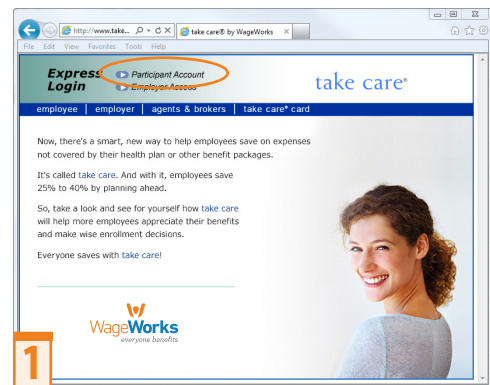 http://www.take...
take care® by WageWorks
File Edit View Favorites Tools Help
Express Login
Participant Account
Employer Access
take care®
employee | employer | agents & brokers | take care® card
Now, there's a smart, new way to help employees save on expenses
not covered by their health plan or other benefit packages.
It's called take care. And with it, employees save
25% to 40% by planning ahead.
So, take a look and see for yourself how take care
will help more employees appreciate their benefits
and make wise enrollment decisions.
Everyone saves with take care!
WageWorks
everyone benefits
1